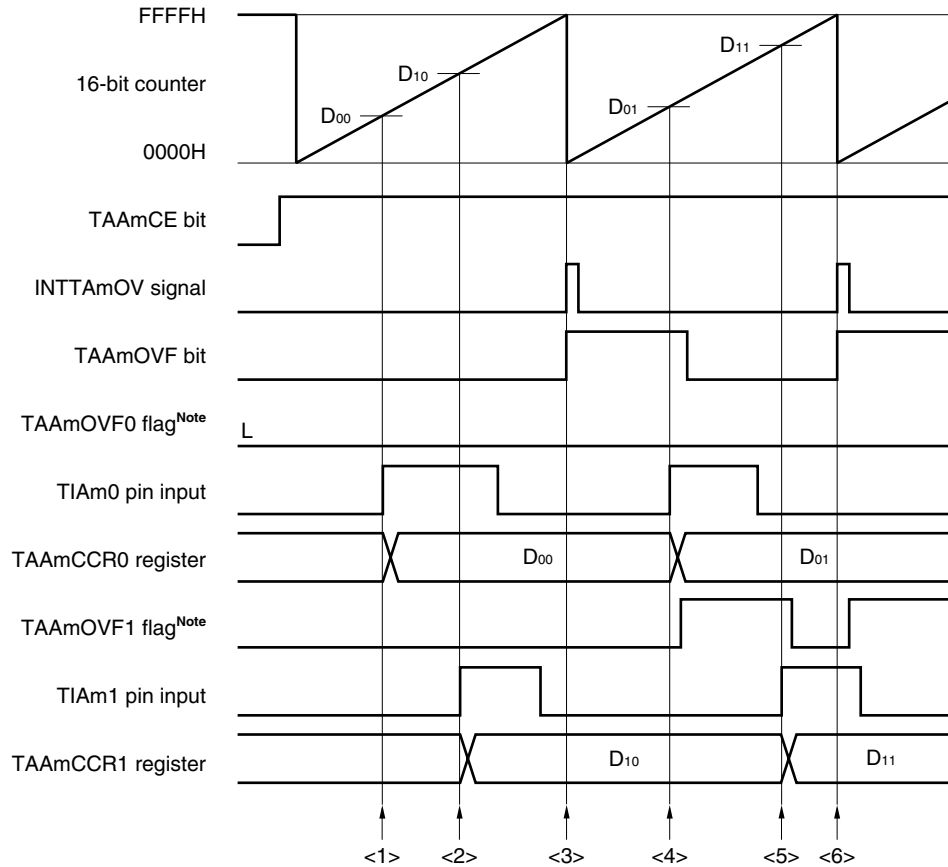 FFFFH
D10
D11
16-bit counter
D00
D01
0000H
TAAmCE bit
INTTAmOV signal
TAAmOVF bit
TAAmOVF0 flagNote
L
TIAm0 pin input
TAAmCCR0 register
D00
D01
TAAmOVF1 flagNote
TIAm1 pin input
TAAmCCR1 register
D10
D11
<1> <2> <3> <4> <5> <6>